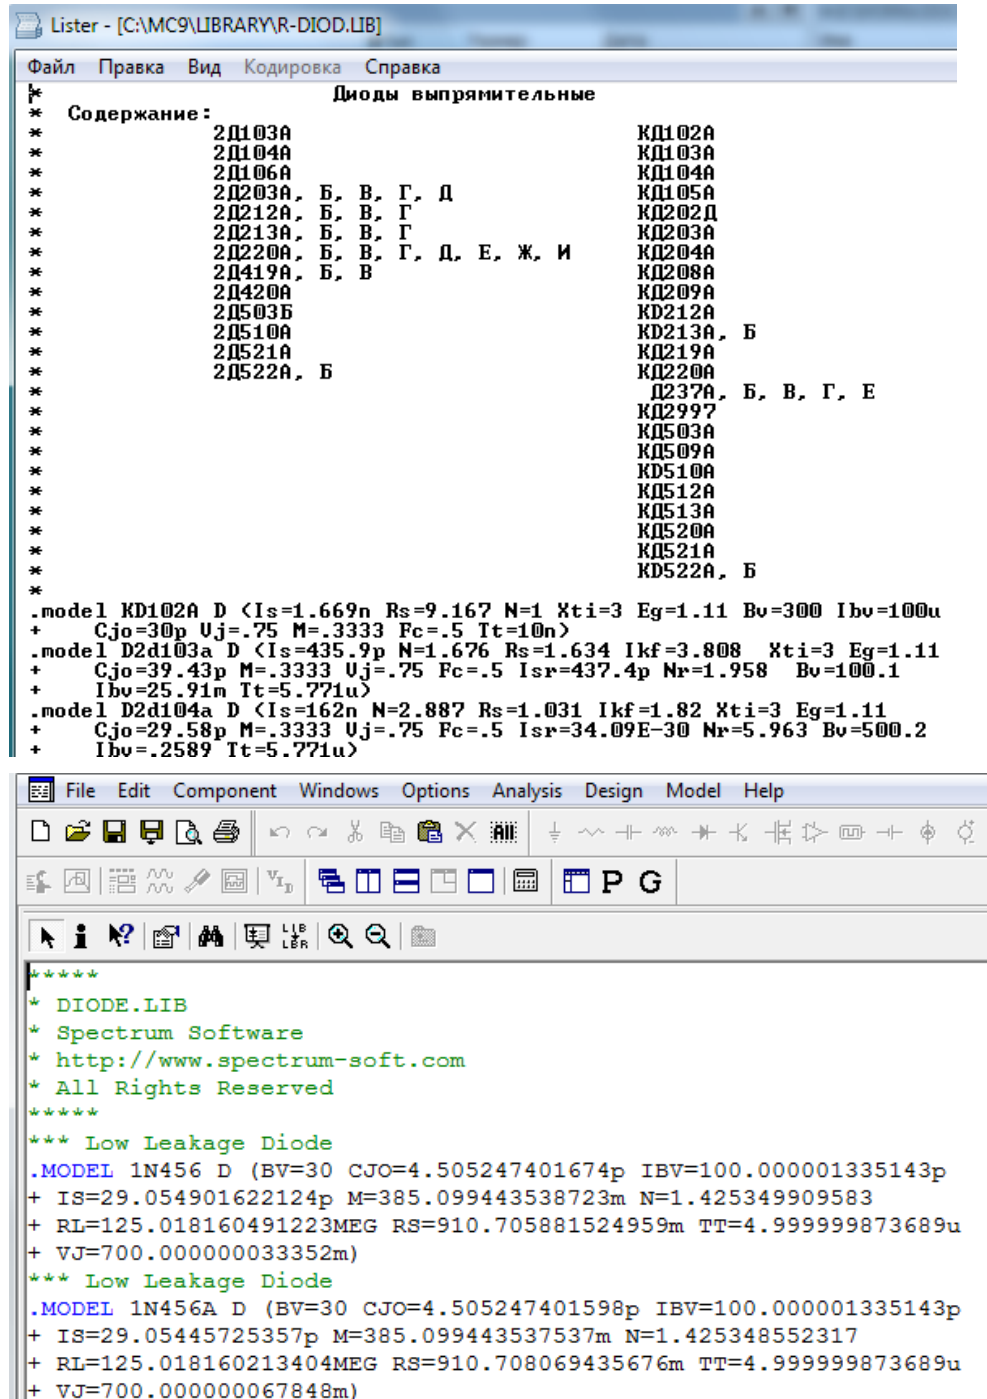 Lister - [C:\MC9\LIBRARY\R-DIOD.LIB]
Файл Правка Вид Кодировка Справка
* Диоды выпрямительные
* Содержание:
* 2Д103А КД102А
* 2Д104А КД103А
* 2Д106А КД104А
* 2Д203А, Б, В, Г, Д КД105А
* 2Д212А, Б, В, Г КД202Д
* 2Д213А, Б, В, Г КД203А
* 2Д220А, Б, В, Г, Д, Е, Ж, И КД204А
* 2Д419А, Б, В КД208А
* 2Д420А КД209А
* 2Д503Б KD212A
* 2Д510А KD213A, Б
* 2Д521А КД219А
* 2Д522А, Б КД220А
* Д237А, Б, В, Г, Е
* КД2997
* КД503А
* КД509А
* KD510A
* КД512А
* КД513А
* КД520А
* КД521А
* KD522A, Б
*
.model KD102A D (Is=1.669n Rs=9.167 N=1 Xti=3 Eg=1.11 Bv=300 Ibv=100u
+ Cjo=30p Vj=.75 M=.3333 Fc=.5 Tt=10n)
.model D2d103a D (Is=435.9p N=1.676 Rs=1.634 Ikf=3.808 Xti=3 Eg=1.11
+ Cjo=39.43p M=.3333 Vj=.75 Fc=.5 Isr=437.4p Nr=1.958 Bv=100.1
+ Ibv=25.91m Tt=5.771u)
.model D2d104a D (Is=162n N=2.887 Rs=1.031 Ikf=1.82 Xti=3 Eg=1.11
+ Cjo=29.58p M=.3333 Vj=.75 Fc=.5 Isr=34.09E-30 Nr=5.963 Bv=500.2
+ Ibv=.2589 Tt=5.771u)
File Edit Component Windows Options Analysis Design Model Help
All
V I D P G
LIB LBR
*****
* DIODE.LIB
* Spectrum Software
* http://www.spectrum-soft.com
* All Rights Reserved
*****
*** Low Leakage Diode
.MODEL 1N456 D (BV=30 CJO=4.505247401674p IBV=100.000001335143p
+ IS=29.054901622124p M=385.099443538723m N=1.425349909583
+ RL=125.018160491223MEG RS=910.705881524959m TT=4.999999873689u
+ VJ=700.000000033352m)
*** Low Leakage Diode
.MODEL 1N456A D (BV=30 CJO=4.505247401598p IBV=100.000001335143p
+ IS=29.05445725357p M=385.099443537537m N=1.425348552317
+ RL=125.018160213404MEG RS=910.708069435676m TT=4.999999873689u
+ VJ=700.000000067848m)